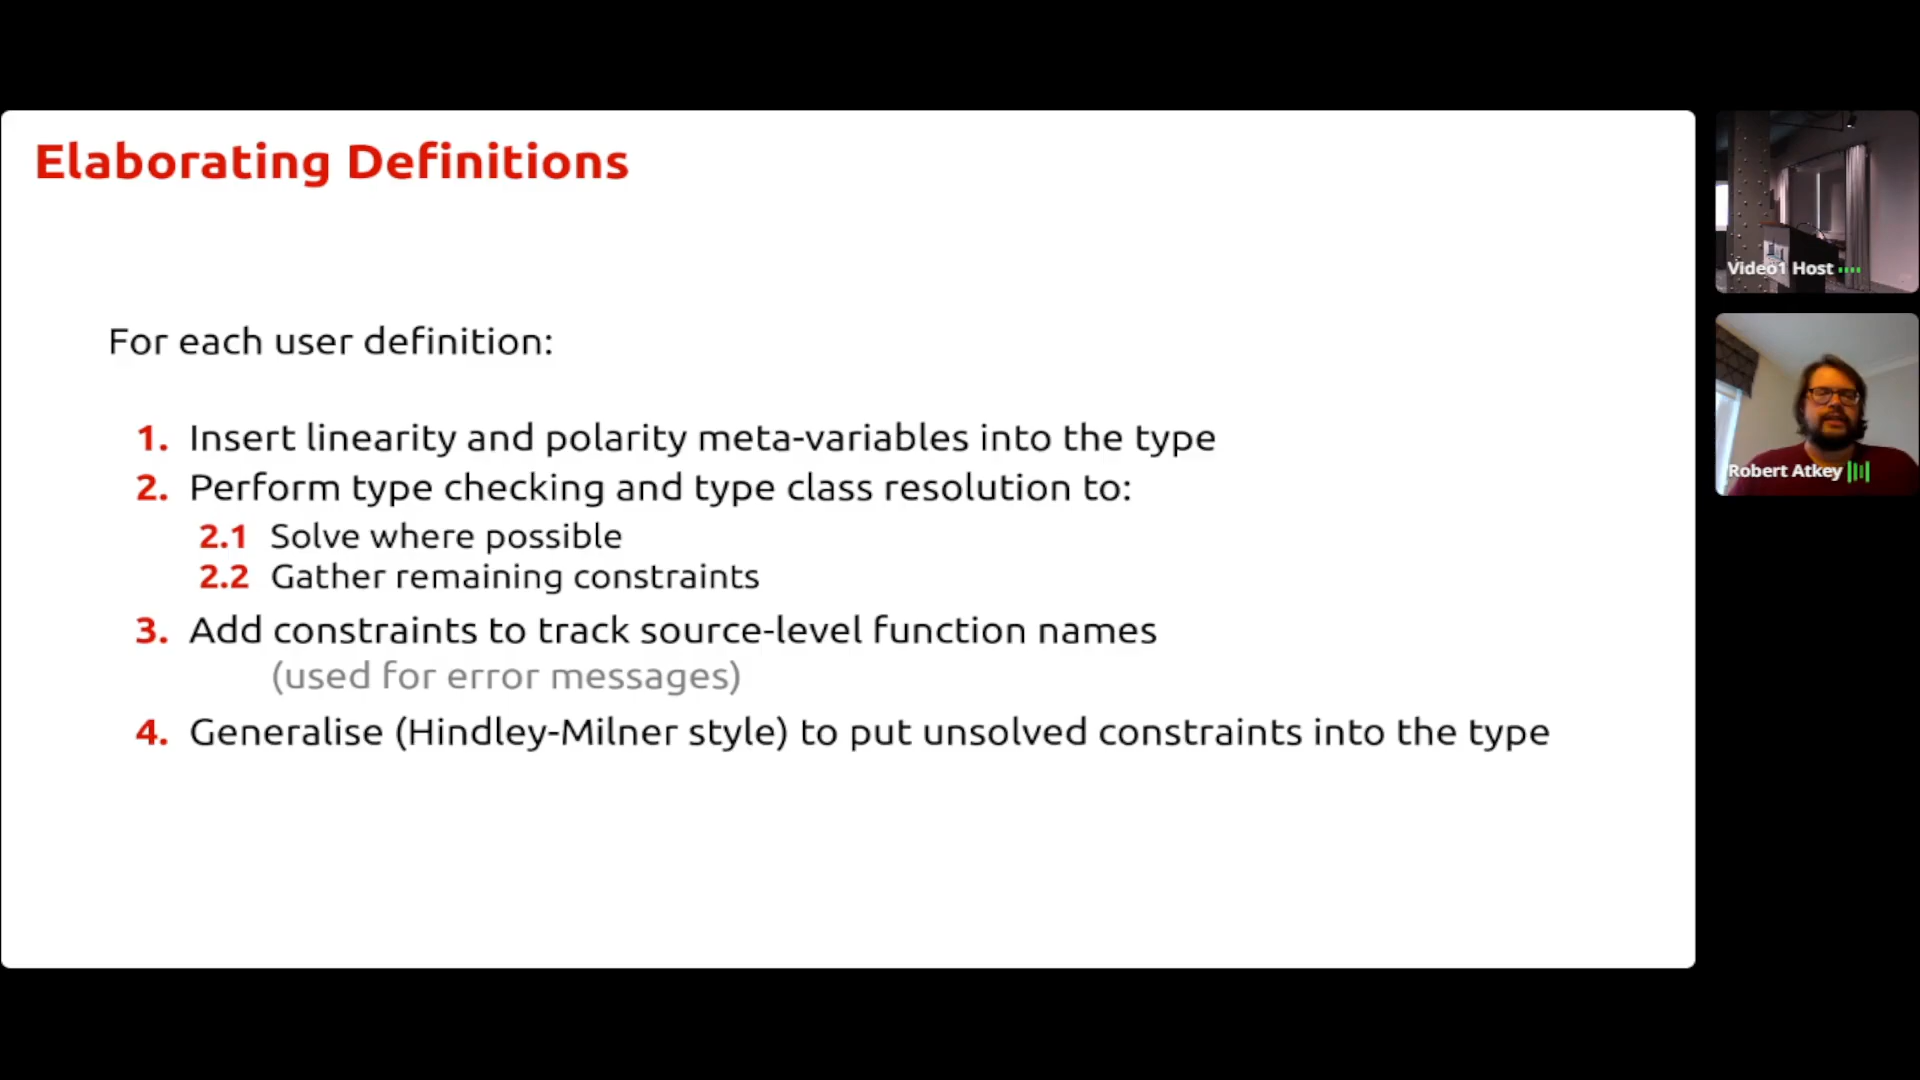 Elaborating Definitions
For each user definition:
1. Insert linearity and polarity meta-variables into the type
2. Perform type checking and type class resolution to:
2.1 Solve where possible
2.2 Gather remaining constraints
3. Add constraints to track source-level function names
(used for error messages)
4. Generalise (Hindley-Milner style) to put unsolved constraints into the type
Video1 Host
Robert Atkey